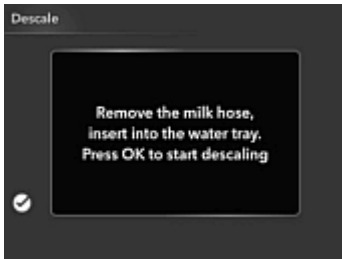 Descale
Remove the milk hose,
insert into the water tray.
Press OK to start descaling